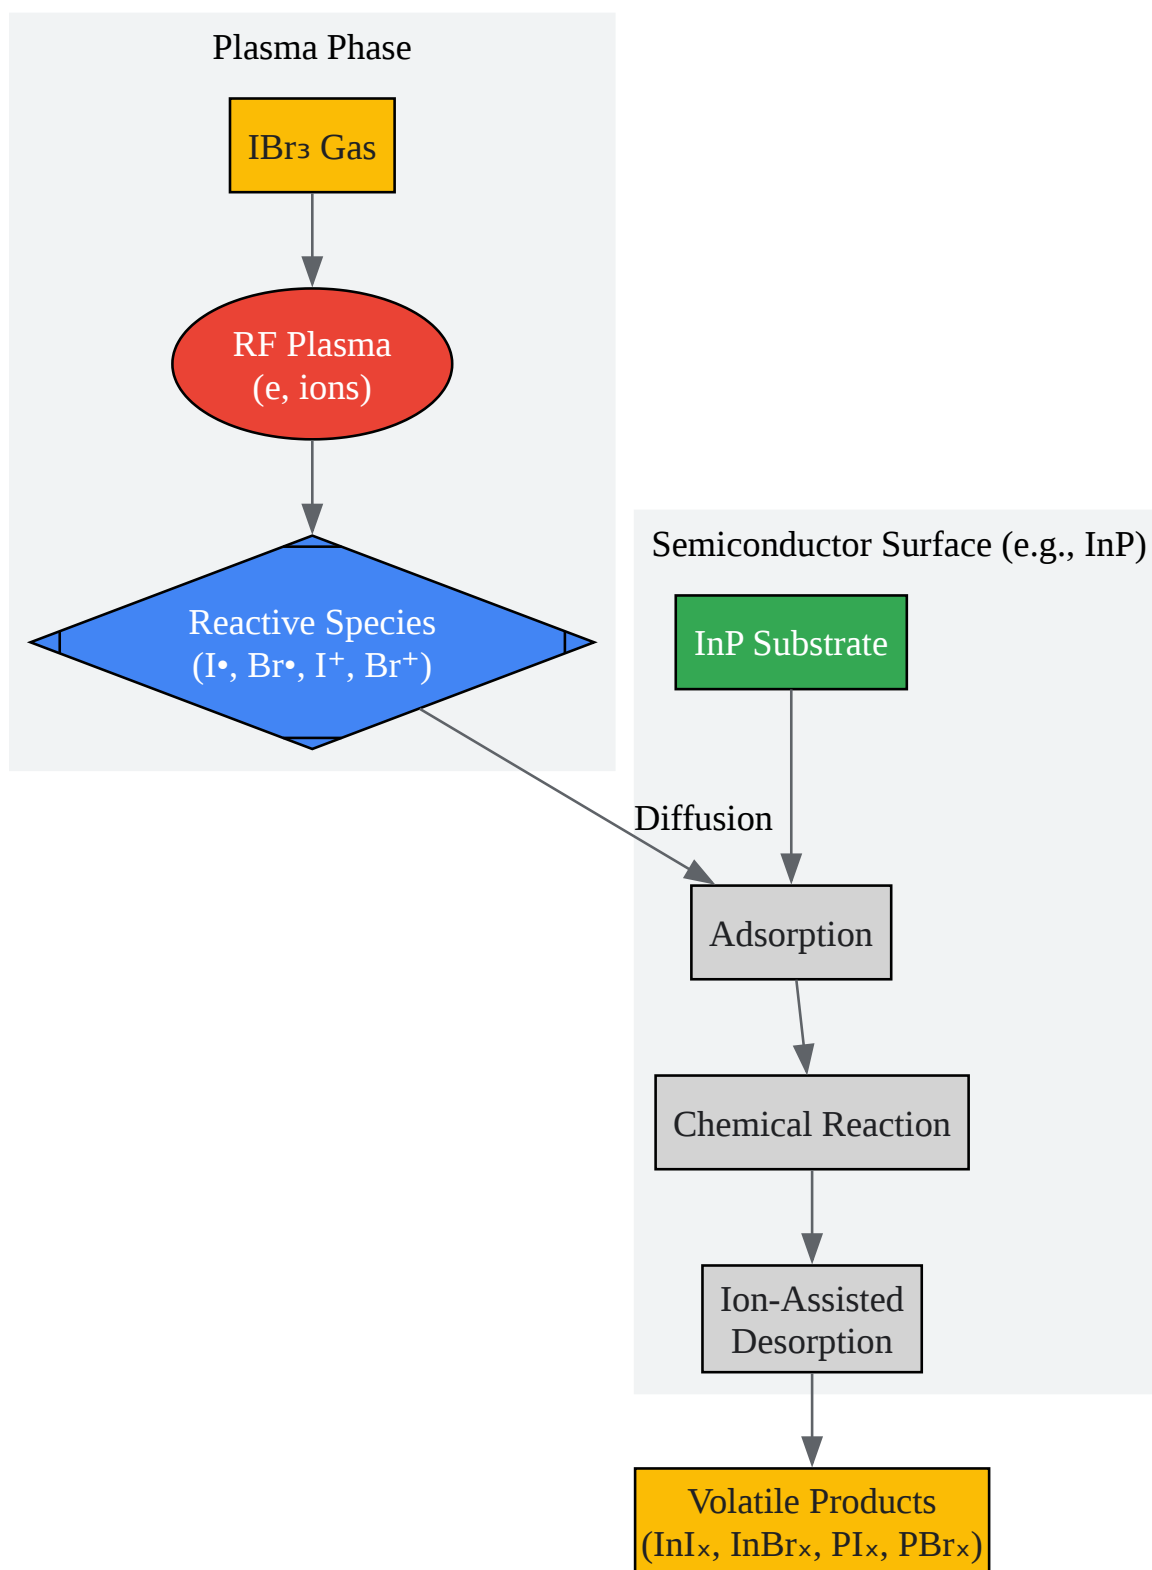 Plasma Phase
IBr₃ Gas
RF Plasma
(e, ions)
Reactive Species
(I•, Br•, I⁺, Br⁺)
Semiconductor Surface (e.g., InP)
InP Substrate
Diffusion
Adsorption
Chemical Reaction
Ion-Assisted
Desorption
Volatile Products
(InIₓ, InBrₓ, PIₓ, PBrₓ)